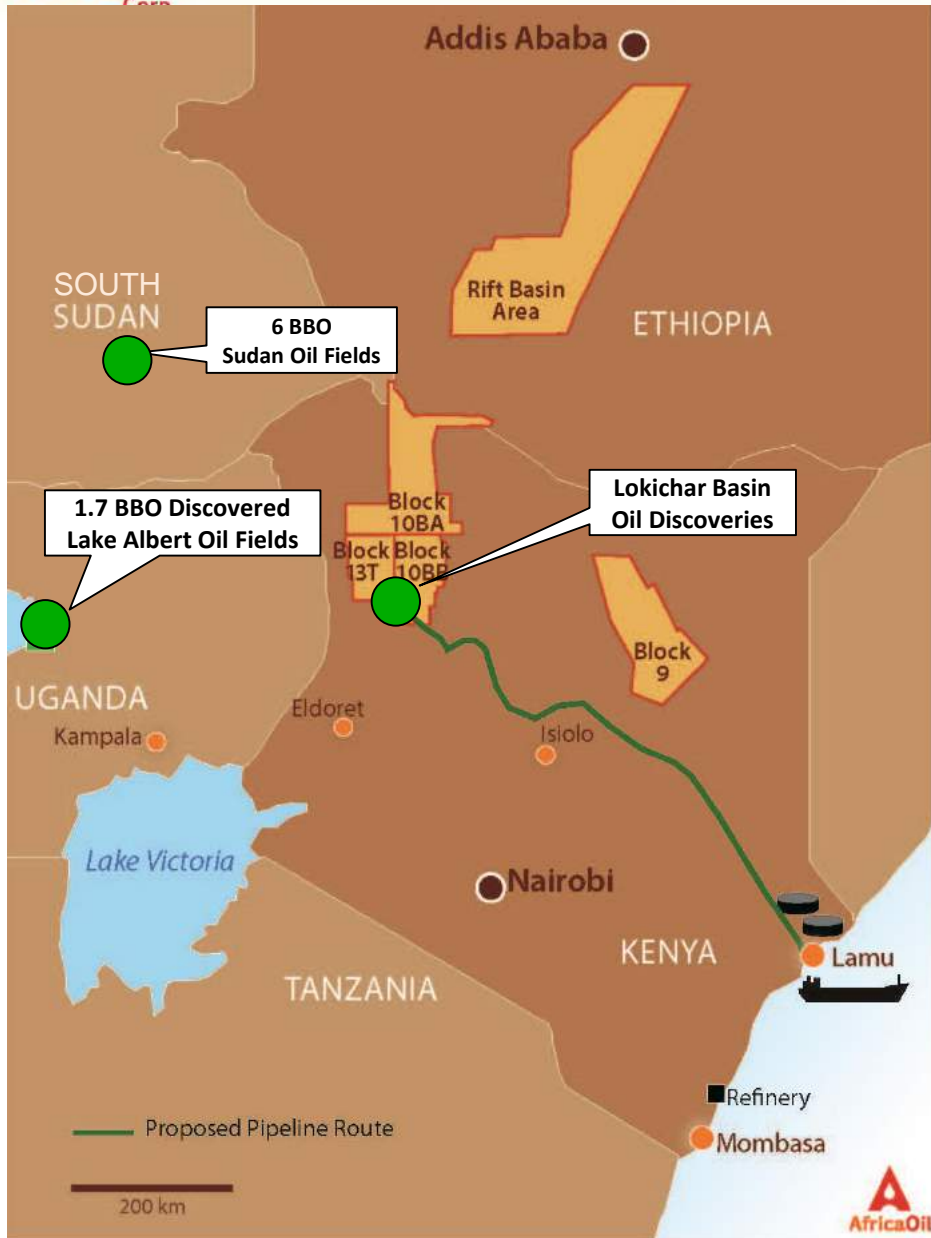 Corp
Addis Ababa
Rift Basin
Area
ETHIOPIA
SOUTH
SUDAN
6 BBO
Sudan Oil Fields
1.7 BBO Discovered
Lake Albert Oil Fields
Lokichar Basin
Oil Discoveries
Block
10BA
Block
13T
Block
10BB
Block
9
UGANDA
Kampala
Eldoret
Isiolo
Lake Victoria
Nairobi
KENYA
Lamu
TANZANIA
Refinery
Mombasa
Proposed Pipeline Route
200 km
AfricaOil